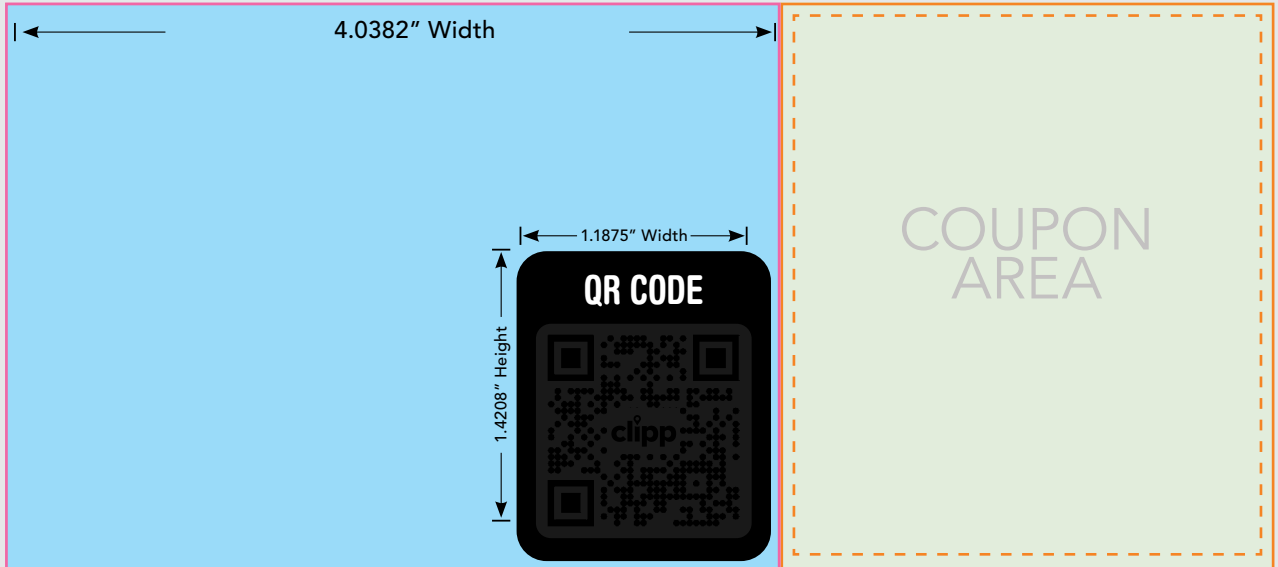 4.0382” Width
1.1875” Width
QR CODE
1.4208” Height
clipp
COUPON
AREA